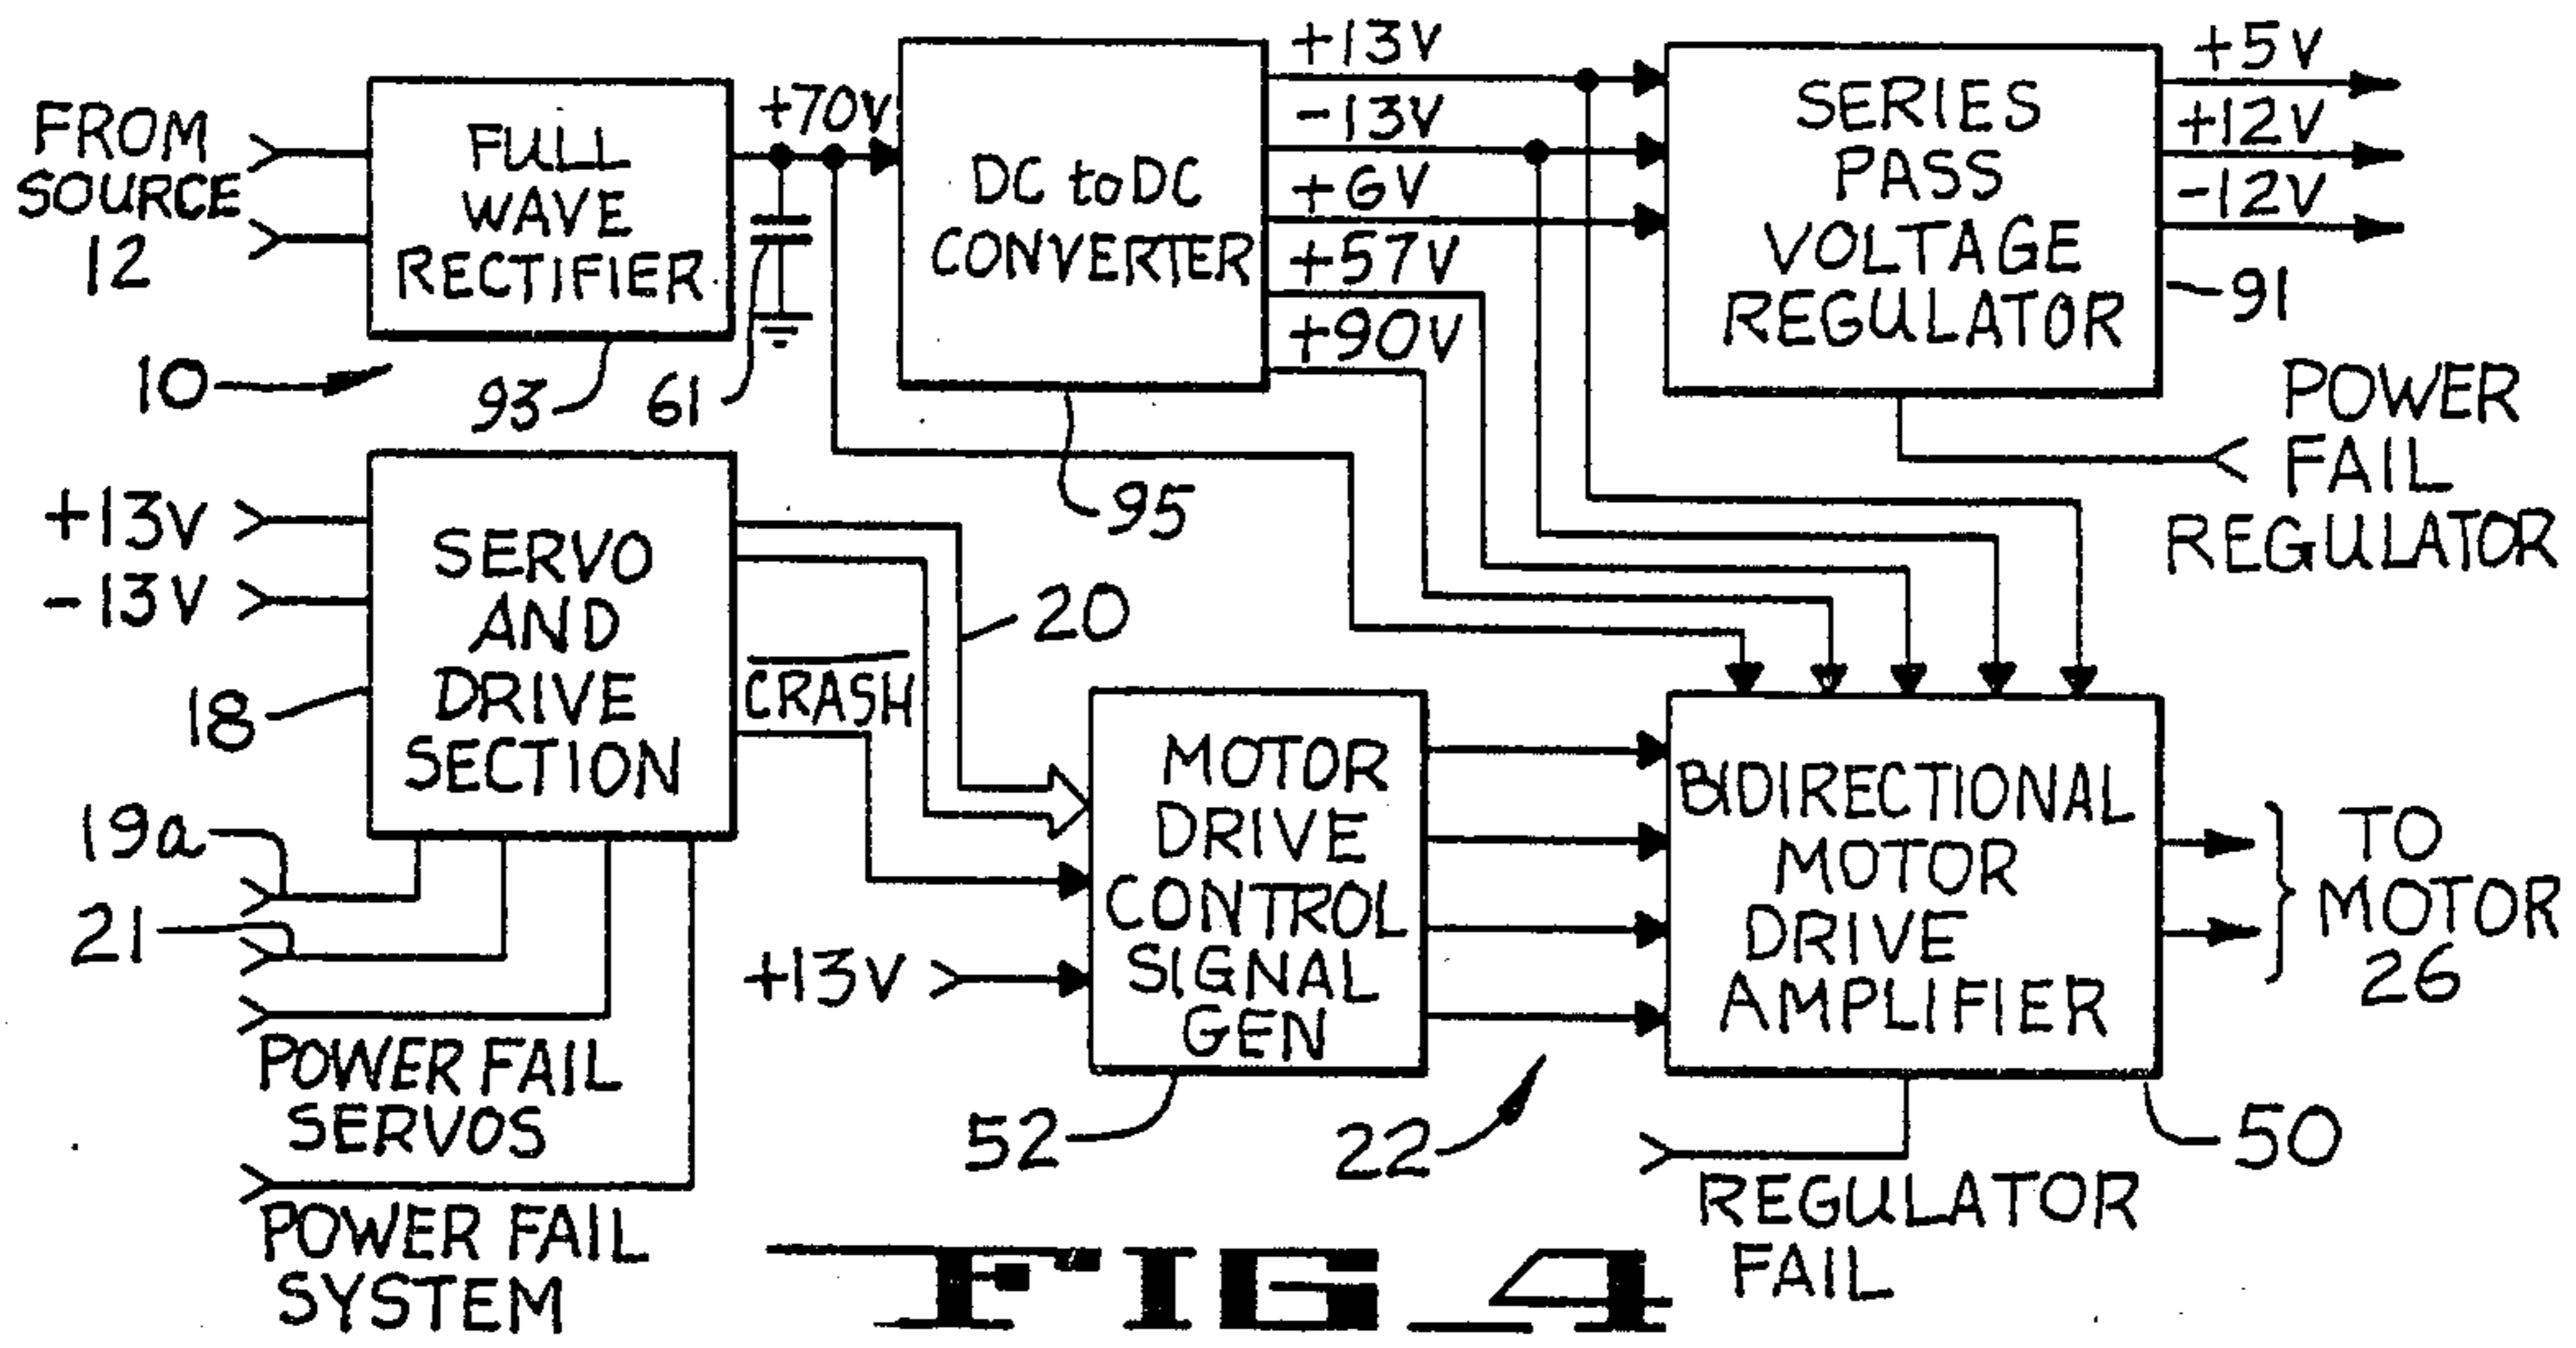 FROM
SOURCE
12
FULL
WAVE
RECTIFIER
+70V
DC to DC
CONVERTER
+13V
-13V
+6V
+57V
+90V
SERIES
PASS
VOLTAGE
REGULATOR
+5V
+12V
-12V
91
10
93
61
95
POWER
FAIL
REGULATOR
+13V
-13V
SERVO
AND
DRIVE
SECTION
18
20
CRASH
19a
21
POWER FAIL
SERVOS
POWER FAIL
SYSTEM
+13V
MOTOR
DRIVE
CONTROL
SIGNAL
GEN
52
22
BIDIRECTIONAL
MOTOR
DRIVE
AMPLIFIER
TO
MOTOR
26
50
REGULATOR
FAIL
FIG_4